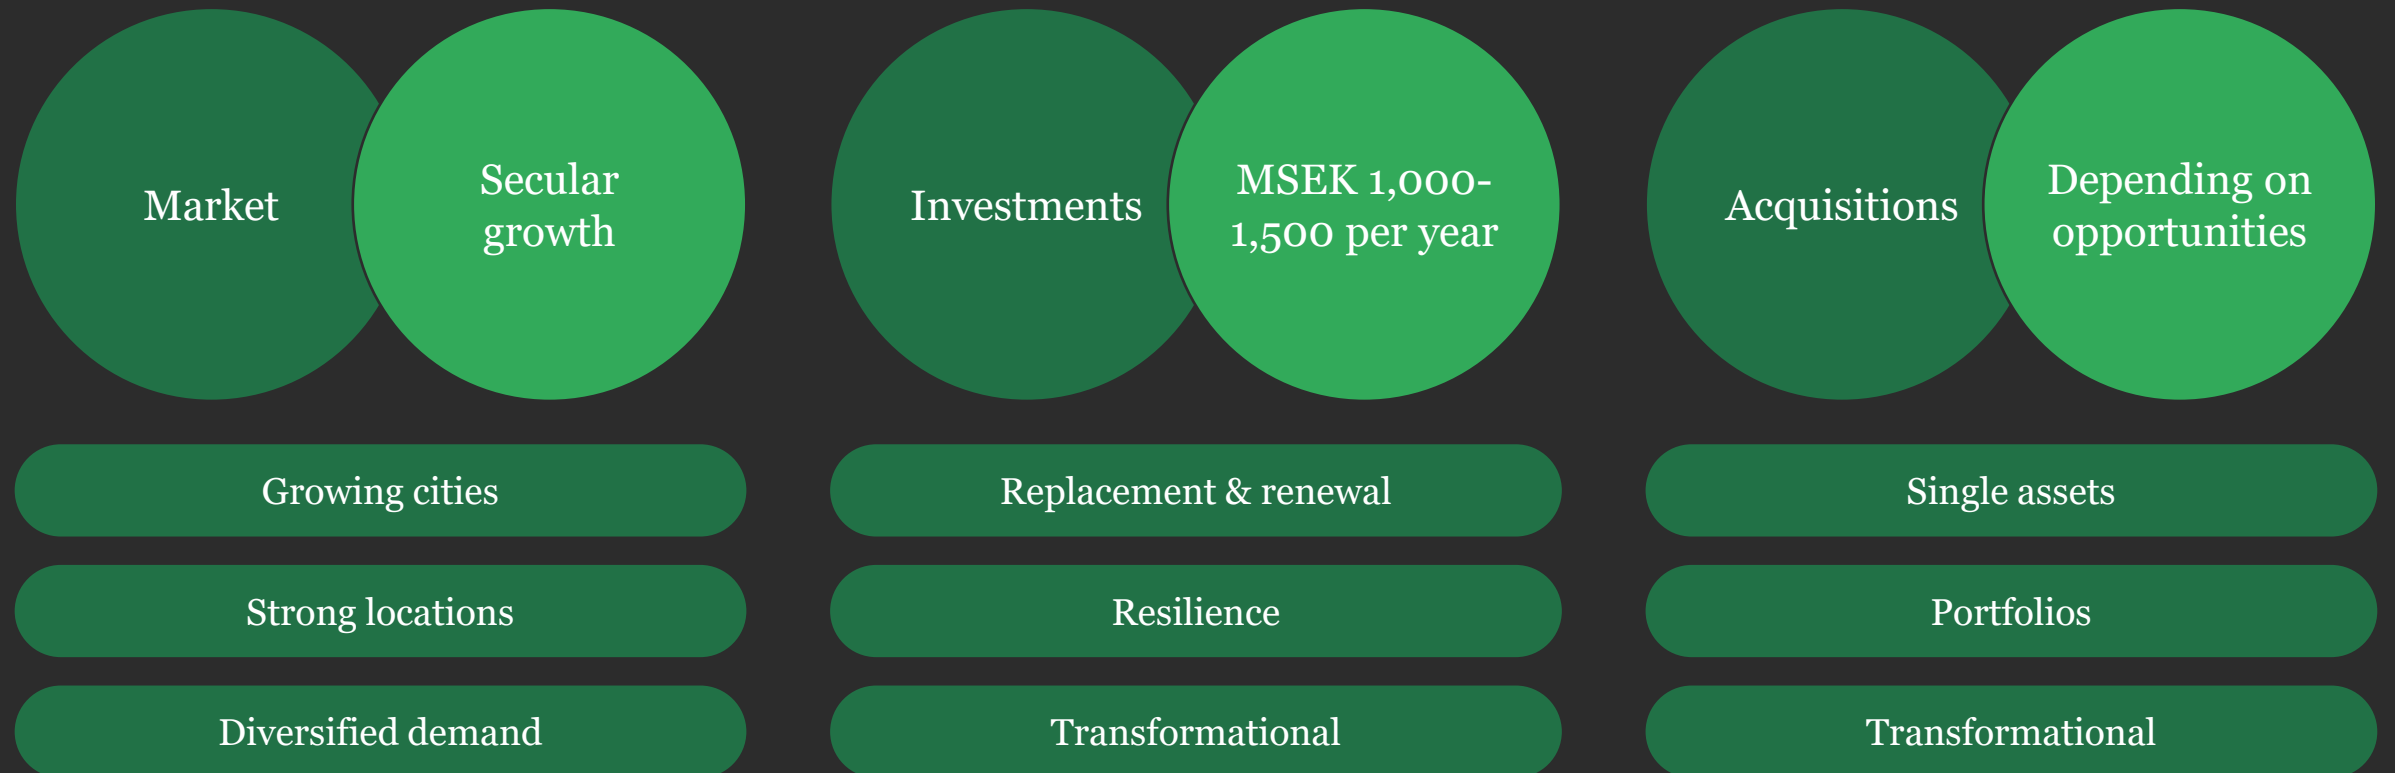 Market
Secular
growth
Investments
MSEK 1,000-
1,500 per year
Acquisitions
Depending on
opportunities
Growing cities
Replacement & renewal
Single assets
Strong locations
Resilience
Portfolios
Diversified demand
Transformational
Transformational